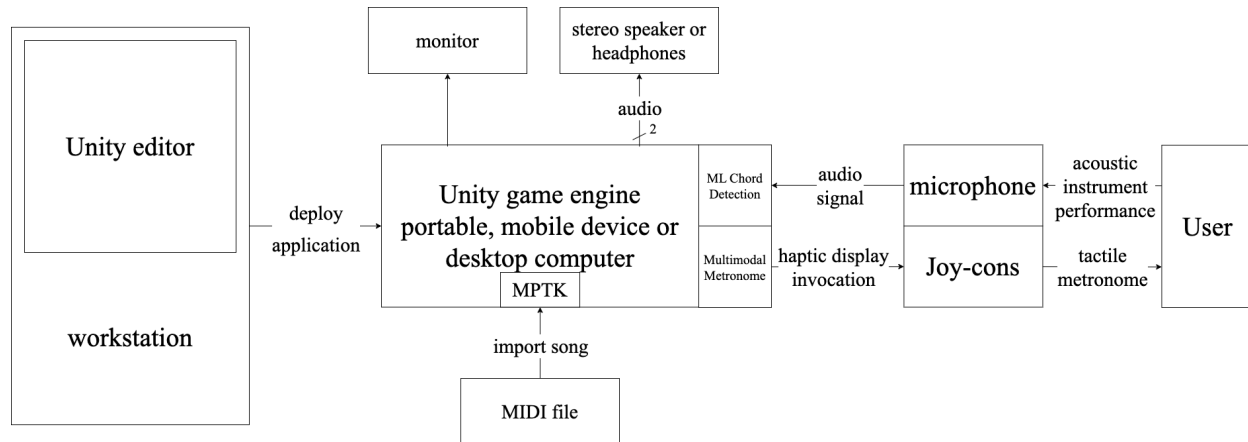 Unity editor
workstation
deploy
application
monitor
stereo speaker or
headphones
audio
2
Unity game engine
portable, mobile device or
desktop computer
MPTK
import song
MIDI file
ML Chord
Detection
Multimodal
Metronome
audio
signal
haptic display
invocation
microphone
Joy-cons
acoustic
instrument
performance
tactile
metronome
User